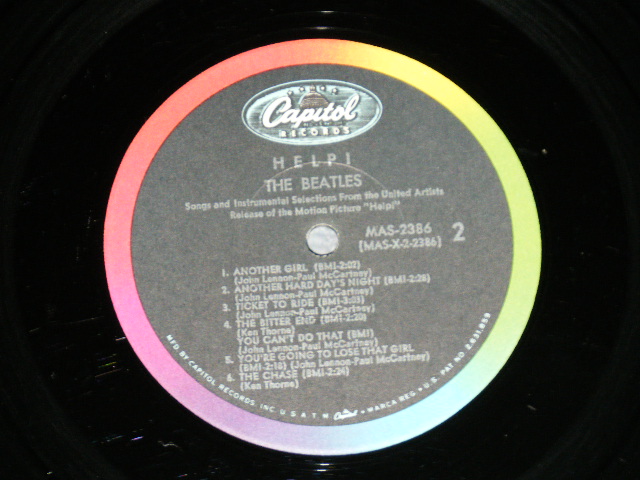 Capitol
RECORDS
HELP!
THE BEATLES
Songs and Instrumental Selections From the United Artists
Release of the Motion Picture "Help!"
MAS-2386
(MAS-X-2-2386)
2
1. ANOTHER GIRL (BMI-2:02)
(John Lennon-Paul McCartney)
2. ANOTHER HARD DAY'S NIGHT (BMI-2:28)
(John Lennon-Paul McCartney)
3. TICKET TO RIDE (BMI-3:03)
(John Lennon-Paul McCartney)
4. THE BITTER END (BMI-2:20)
(Ken Thorne)
YOU CAN'T DO THAT (BMI)
(John Lennon-Paul McCartney)
5. YOU'RE GOING TO LOSE THAT GIRL
(BMI-2:18) (John Lennon-Paul McCartney)
6. THE CHASE (BMI-2:24)
(Ken Thorne)
MFD BY CAPITOL RECORDS, INC U S A T M Capitol MARCA REG • U.S. PAT NO.